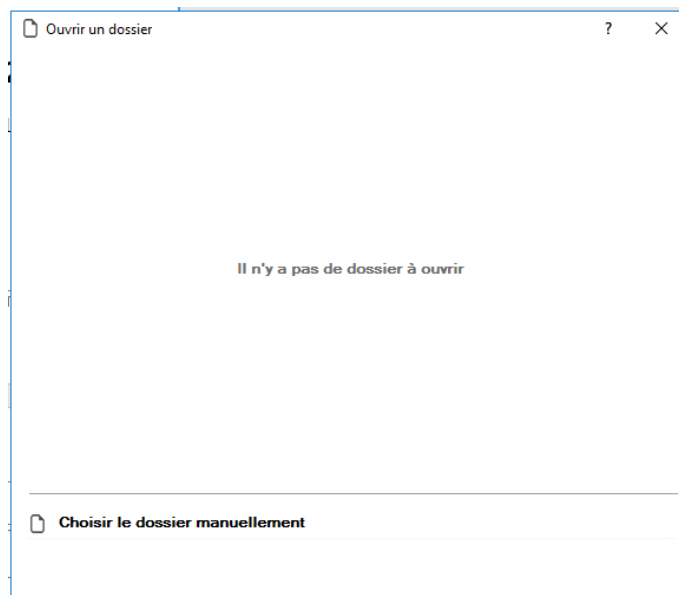 Ouvrir un dossier
Il n'y a pas de dossier à ouvrir
Choisir le dossier manuellement